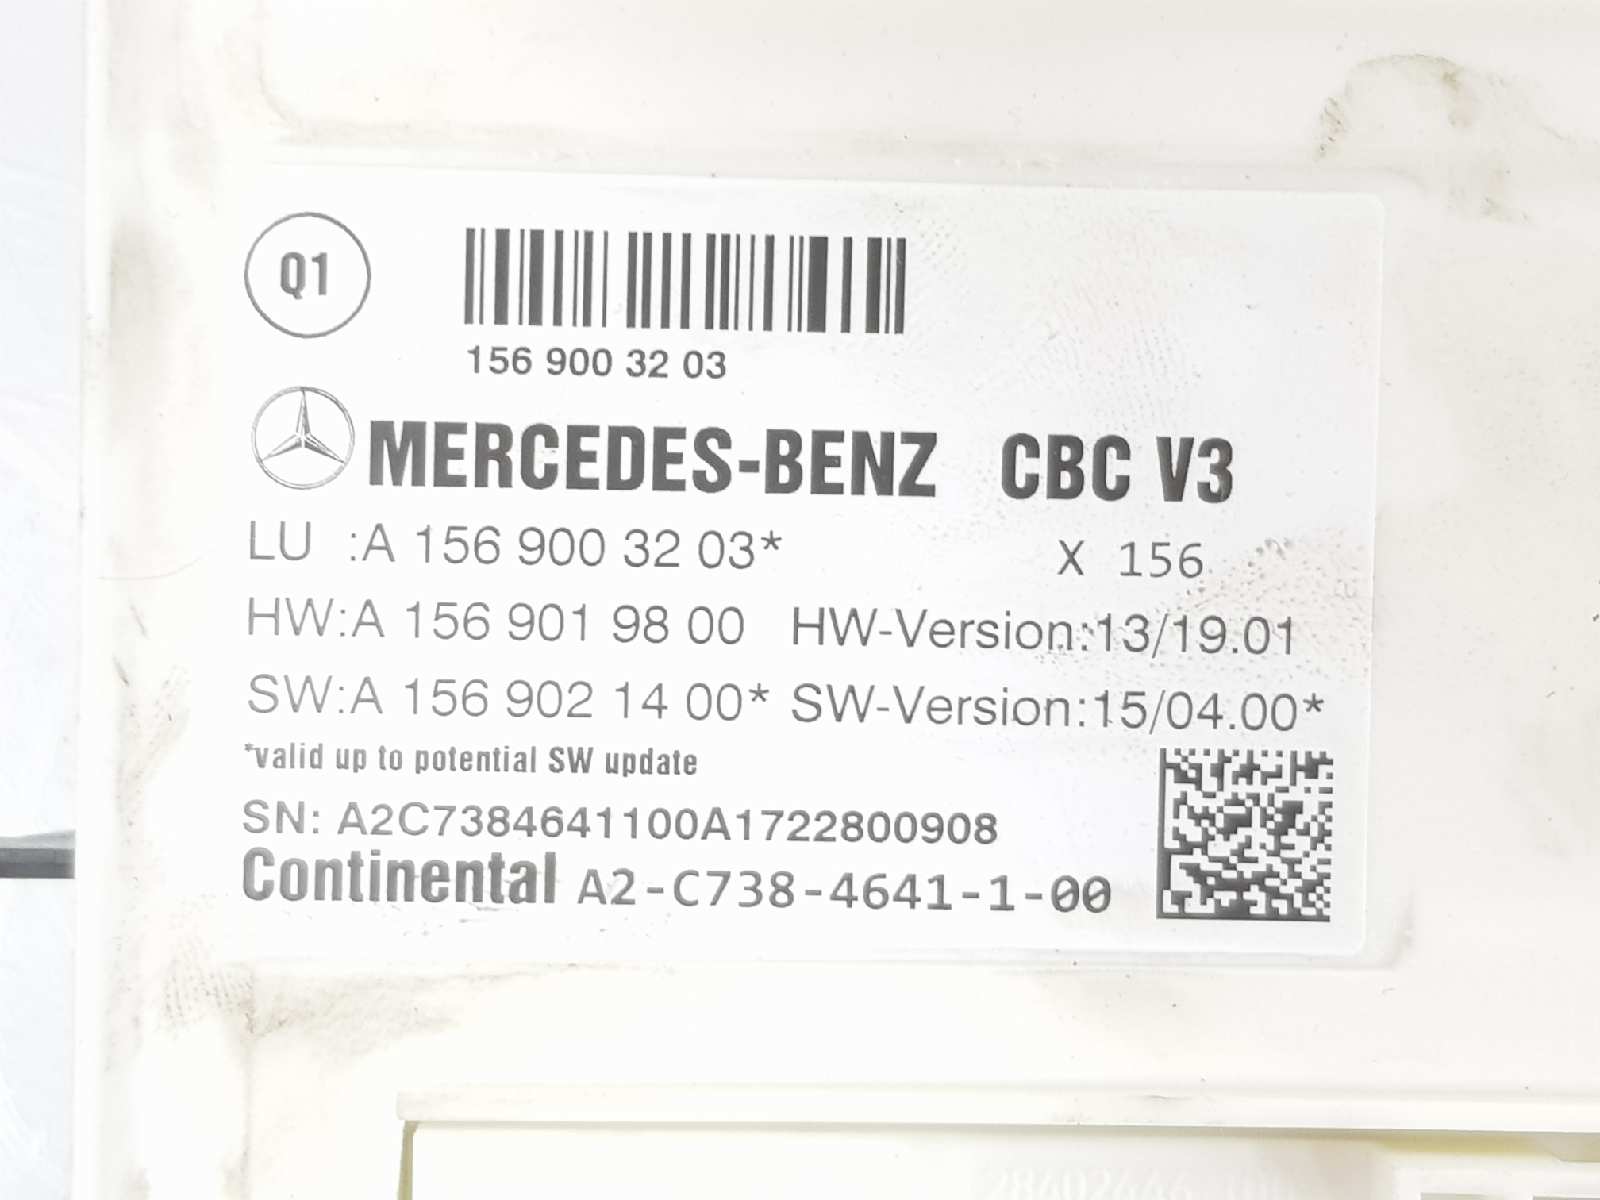 Q1
156 900 32 03
MERCEDES-BENZ CBC V3
LU :A 156 900 32 03* X 156
HW:A 156 901 98 00 HW-Version:13/19.01
SW:A 156 902 14 00* SW-Version:15/04.00*
*valid up to potential SW update
SN: A2C7384641100A1722800908
Continental A2-C738-4641-1-00